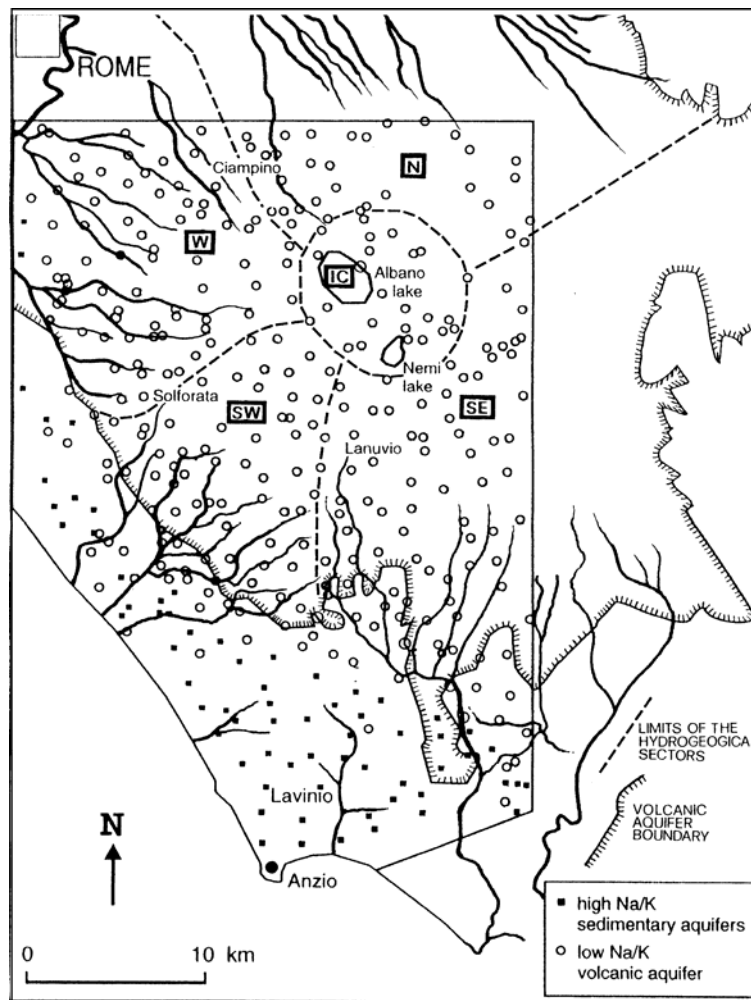 ROME
Ciampino
N
W
IC
Albano
lake
Nemi
lake
Solforata
SW
SE
Lanuvio
LIMITS OF THE
HYDROGEOGICAL
SECTORS
VOLCANIC
AQUIFER
BOUNDARY
Lavinio
N
Anzio
0 10 km
high Na/K
sedimentary aquifers
low Na/K
volcanic aquifer